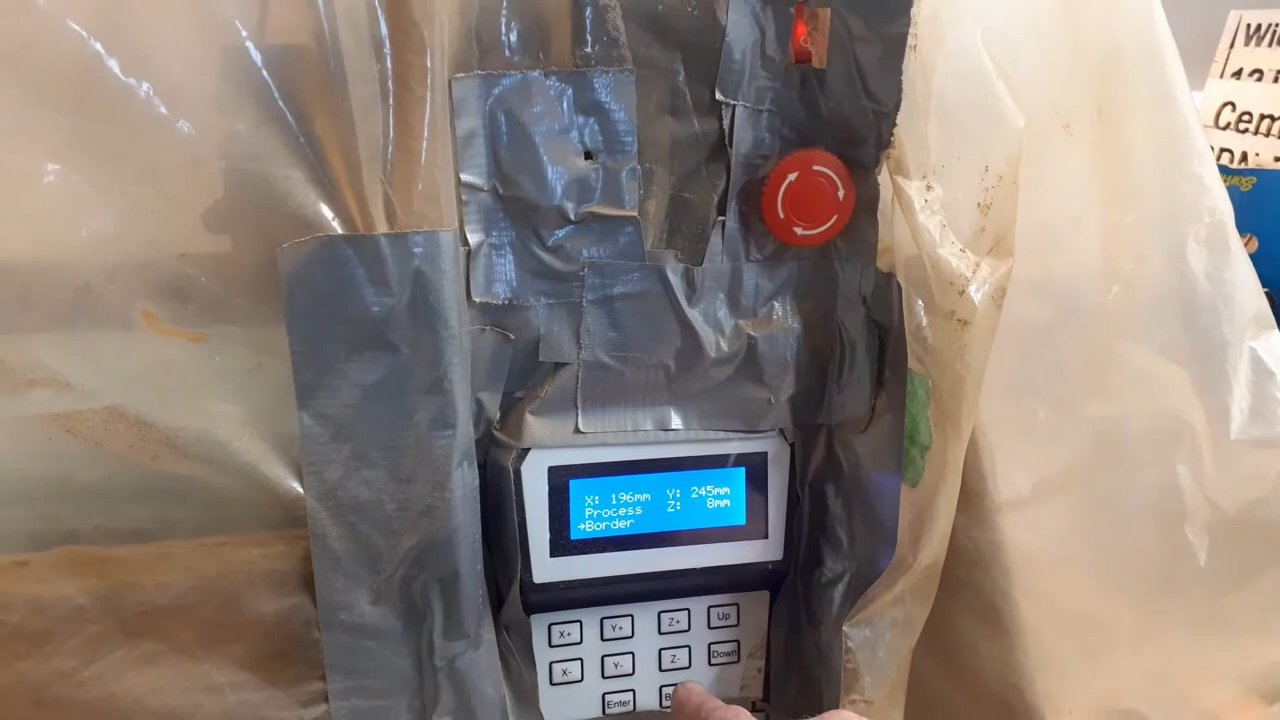 Wi
Cem
X: 196mm Y: 245mm
Process Z: 8mm
→Border
X+ Y+ Z+ Up
X- Y- Z- Down
Enter